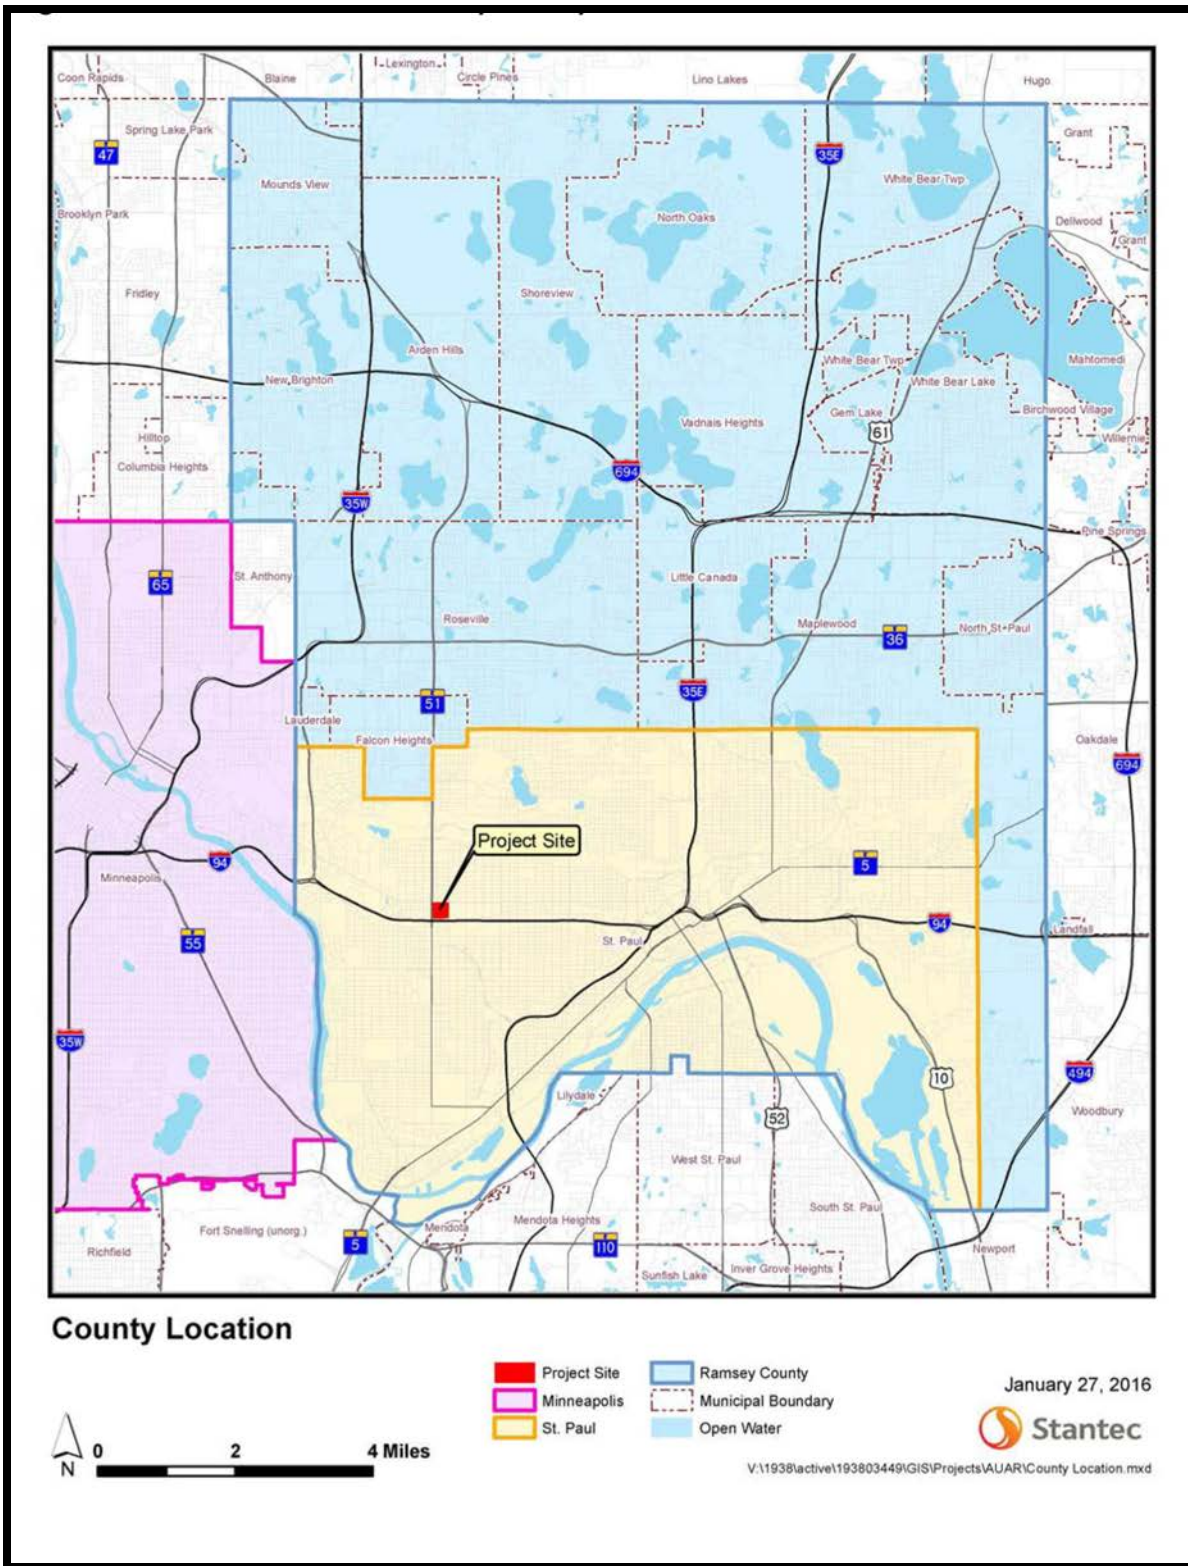 Coon Rapids
Blaine
Lexington
Circle Pines
Lino Lakes
Hugo
Spring Lake Park
47
35E
Grant
Mounds View
White Bear Twp
Brooklyn Park
North Oaks
Dellwood
Grant
Fridley
Shoreview
Arden Hills
White Bear Twp
Mahtomedi
New Brighton
White Bear Lake
Gem Lake
Birchwood Village
Vadnais Heights
61
Hilltop
Willernie
Columbia Heights
694
35W
Pine Springs
65
St. Anthony
Little Canada
Roseville
Maplewood
36
North St Paul
35E
51
Lauderdale
Falcon Heights
Oakdale
694
Project Site
94
5
Minneapolis
55
St. Paul
94
Landfall
35W
10
494
Lilydale
52
Woodbury
West St. Paul
South St. Paul
Fort Snelling (unorg.)
Mendota
Mendota Heights
5
110
Richfield
Newport
Sunfish Lake
Inver Grove Heights
County Location
Project Site
Ramsey County
Minneapolis
Municipal Boundary
St. Paul
Open Water
January 27, 2016
Stantec
N
0 2 4 Miles
V:\1938\active\193803449\GIS\Projects\AUAR\County Location.mxd